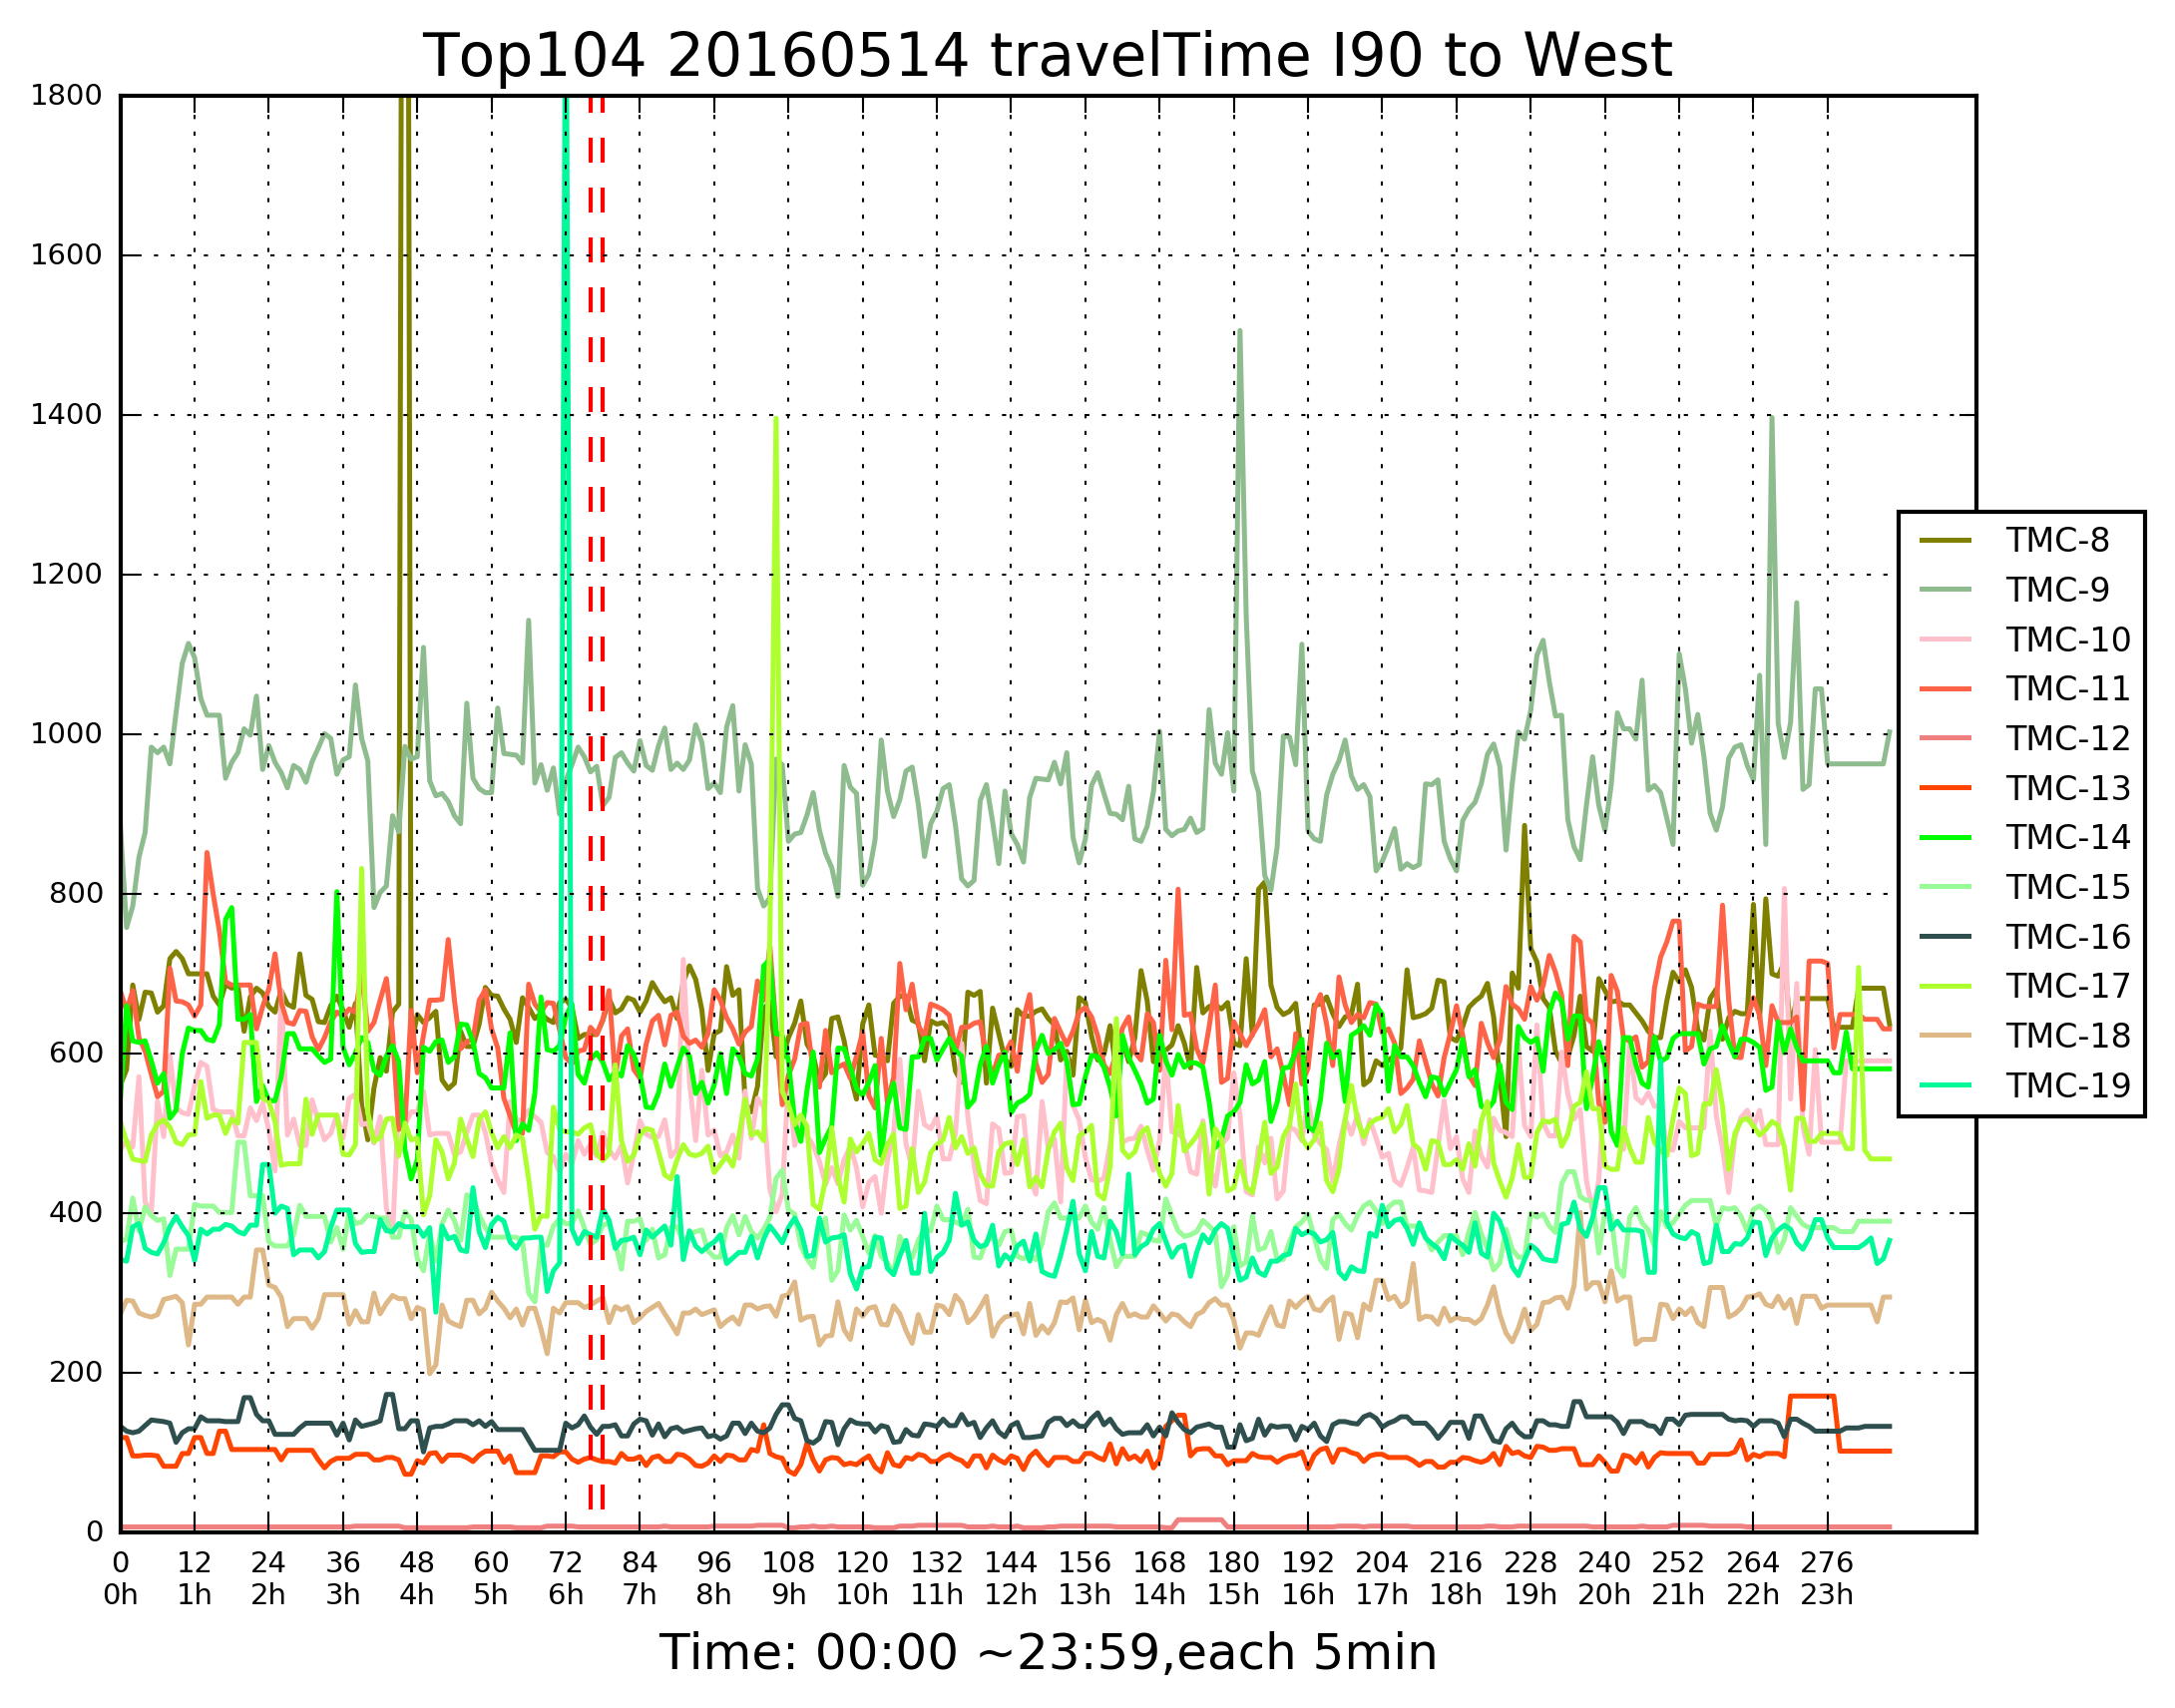 Top104 20160514 travelTime I90 to West
1800
1600
1400
1200
1000
800
600
400
200
0
0 12 24 36 48 60 72 84 96 108 120 132 144 156 168 180 192 204 216 228 240 252 264 276
0h 1h 2h 3h 4h 5h 6h 7h 8h 9h 10h 11h 12h 13h 14h 15h 16h 17h 18h 19h 20h 21h 22h 23h
Time: 00:00 ~23:59,each 5min
TMC-8
TMC-9
TMC-10
TMC-11
TMC-12
TMC-13
TMC-14
TMC-15
TMC-16
TMC-17
TMC-18
TMC-19